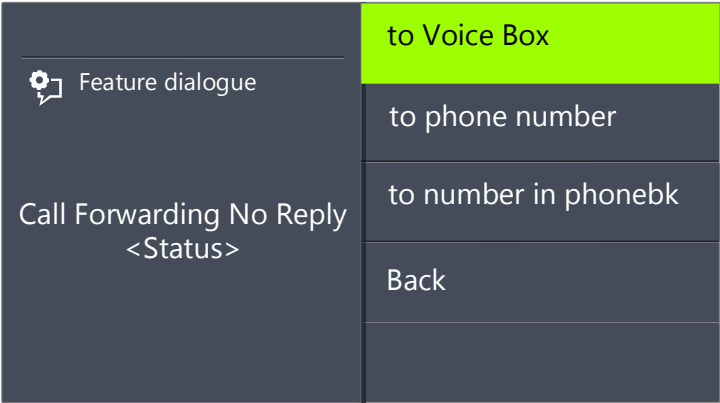 Feature dialogue
Call Forwarding No Reply
<Status>
to Voice Box
to phone number
to number in phonebk
Back